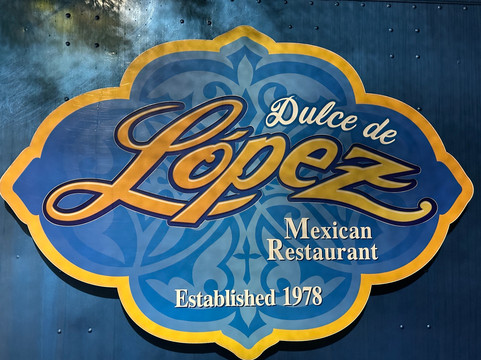 Dulce de
López
Mexican
Restaurant
Established 1978